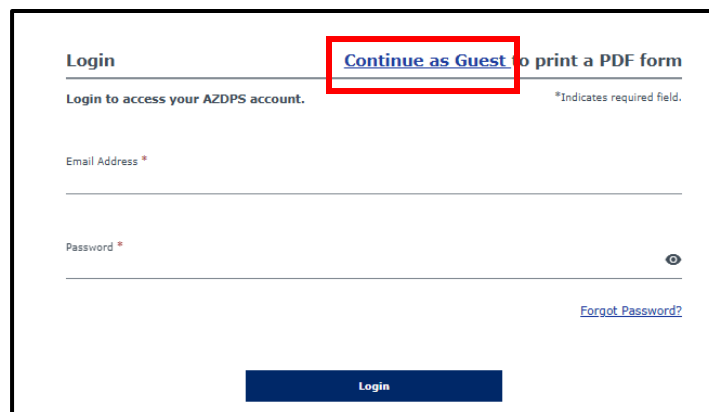 Login
Continue as Guest to print a PDF form
Login to access your AZDPS account.
*Indicates required field.
Email Address *
Password *
Forgot Password?
Login